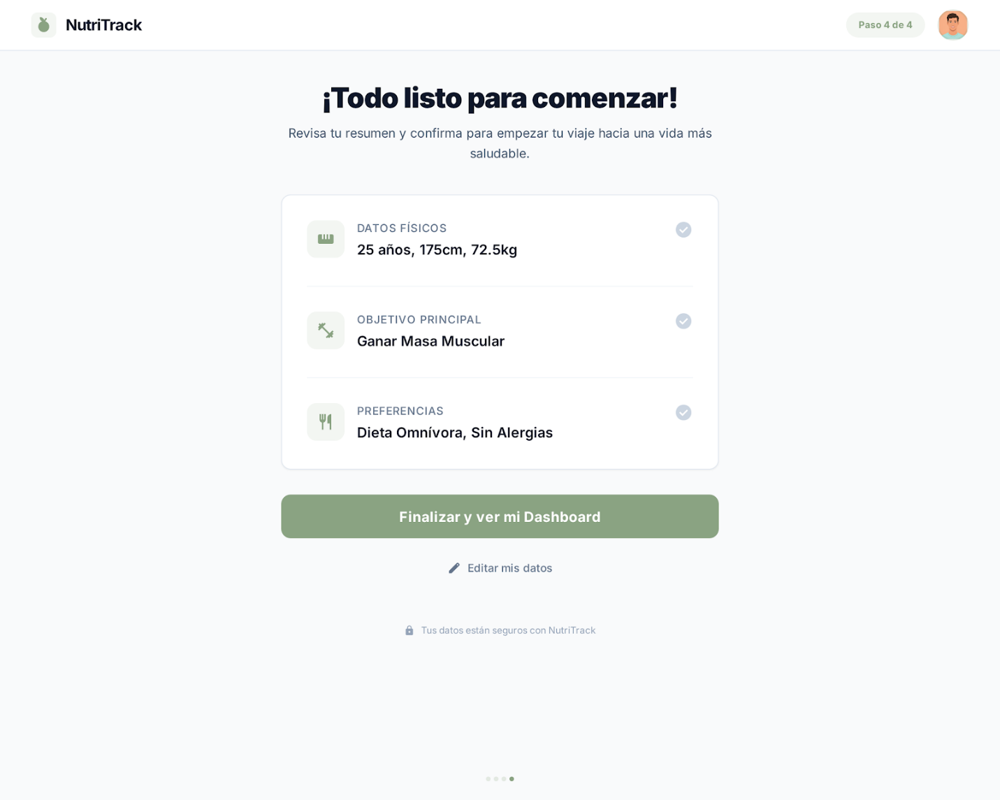 NutriTrack
Paso 4 de 4
¡Todo listo para comenzar!
Revisa tu resumen y confirma para empezar tu viaje hacia una vida más
saludable.
DATOS FÍSICOS
25 años, 175cm, 72.5kg
OBJETIVO PRINCIPAL
Ganar Masa Muscular
PREFERENCIAS
Dieta Omnívora, Sin Alergias
Finalizar y ver mi Dashboard
Editar mis datos
Tus datos están seguros con NutriTrack